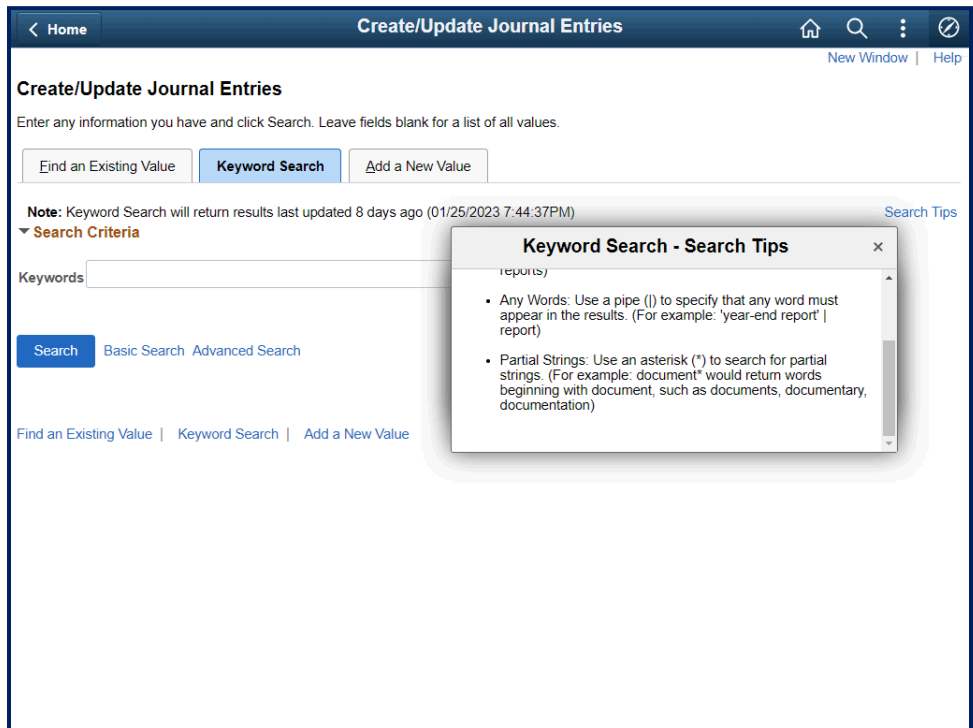 Home
Create/Update Journal Entries
New Window | Help
Create/Update Journal Entries
Enter any information you have and click Search. Leave fields blank for a list of all values.
Find an Existing Value
Keyword Search
Add a New Value
Note: Keyword Search will return results last updated 8 days ago (01/25/2023 7:44:37PM)
Search Tips
Search Criteria
Keywords
Keyword Search - Search Tips
×
reports)
• Any Words: Use a pipe (|) to specify that any word must
appear in the results. (For example: 'year-end report' |
report)
• Partial Strings: Use an asterisk (*) to search for partial
strings. (For example: document* would return words
beginning with document, such as documents, documentary,
documentation)
Search
Basic Search Advanced Search
Find an Existing Value | Keyword Search | Add a New Value